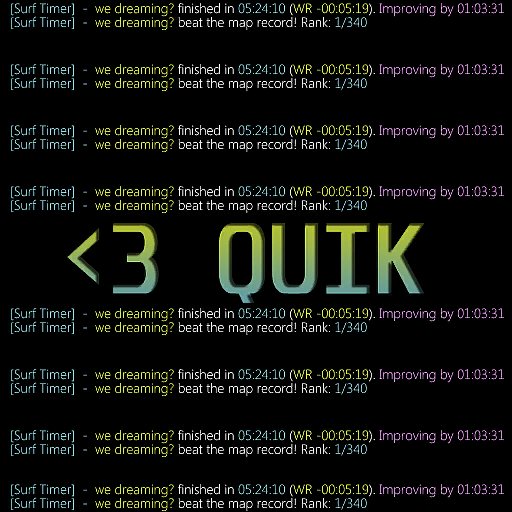 [Surf Timer] - we dreaming? finished in 05:24:10 (WR -00:05:19). Improving by 01:03:31
[Surf Timer] - we dreaming? beat the map record! Rank: 1/340
[Surf Timer] - we dreaming? finished in 05:24:10 (WR -00:05:19). Improving by 01:03:31
[Surf Timer] - we dreaming? beat the map record! Rank: 1/340
[Surf Timer] - we dreaming? finished in 05:24:10 (WR -00:05:19). Improving by 01:03:31
[Surf Timer] - we dreaming? beat the map record! Rank: 1/340
[Surf Timer] - we dreaming? finished in 05:24:10 (WR -00:05:19). Improving by 01:03:31
[Surf Timer] - we dreaming? beat the map record! Rank: 1/340
<3 QUIK
[Surf Timer] - we dreaming? finished in 05:24:10 (WR -00:05:19). Improving by 01:03:31
[Surf Timer] - we dreaming? beat the map record! Rank: 1/340
[Surf Timer] - we dreaming? finished in 05:24:10 (WR -00:05:19). Improving by 01:03:31
[Surf Timer] - we dreaming? beat the map record! Rank: 1/340
[Surf Timer] - we dreaming? finished in 05:24:10 (WR -00:05:19). Improving by 01:03:31
[Surf Timer] - we dreaming? beat the map record! Rank: 1/340
[Surf Timer] - we dreaming? finished in 05:24:10 (WR -00:05:19). Improving by 01:03:31
[Surf Timer] - we dreaming? beat the map record! Rank: 1/340